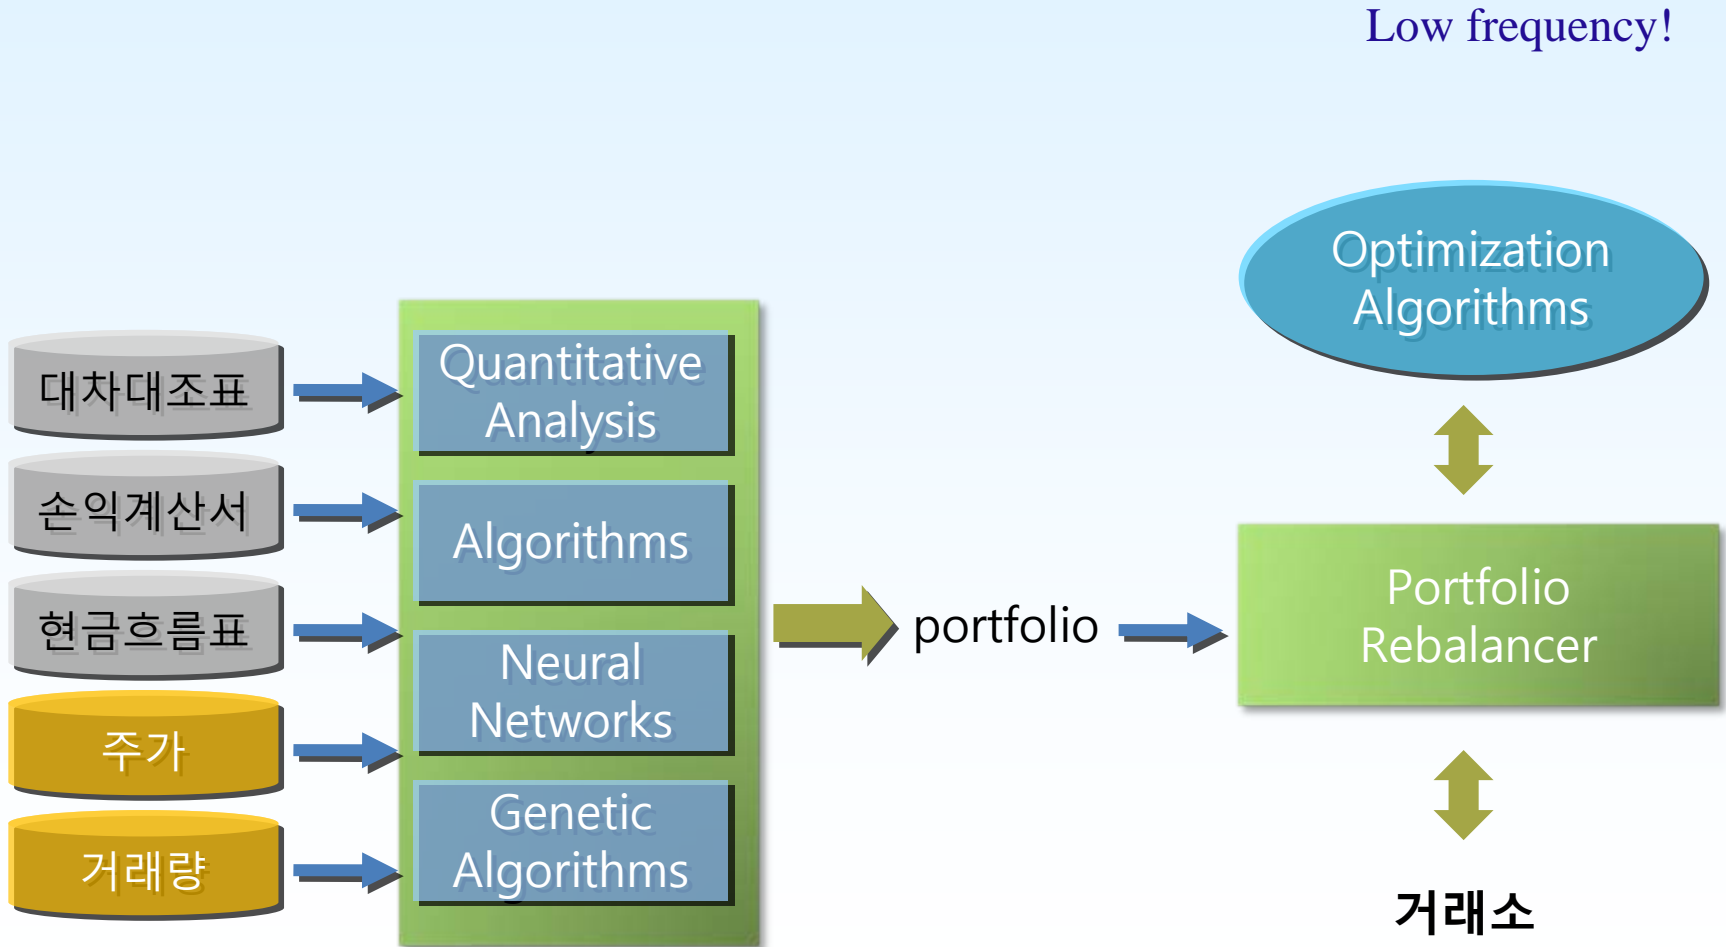 Low frequency!
Optimization
Algorithms
대차대조표
손익계산서
현금흐름표
주가
거래량
Quantitative
Analysis
Algorithms
Neural
Networks
Genetic
Algorithms
portfolio
Portfolio
Rebalancer
거래소